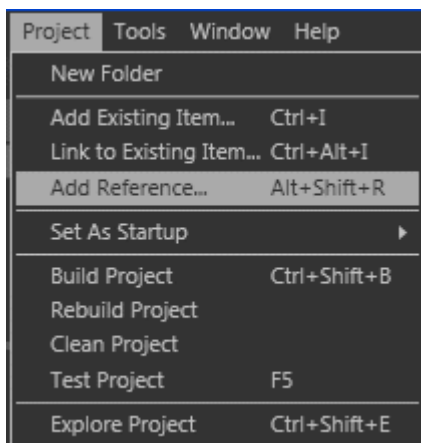 Project Tools Window Help
New Folder
Add Existing Item... Ctrl+I
Link to Existing Item... Ctrl+Alt+I
Add Reference... Alt+Shift+R
Set As Startup
Build Project Ctrl+Shift+B
Rebuild Project
Clean Project
Test Project F5
Explore Project Ctrl+Shift+E